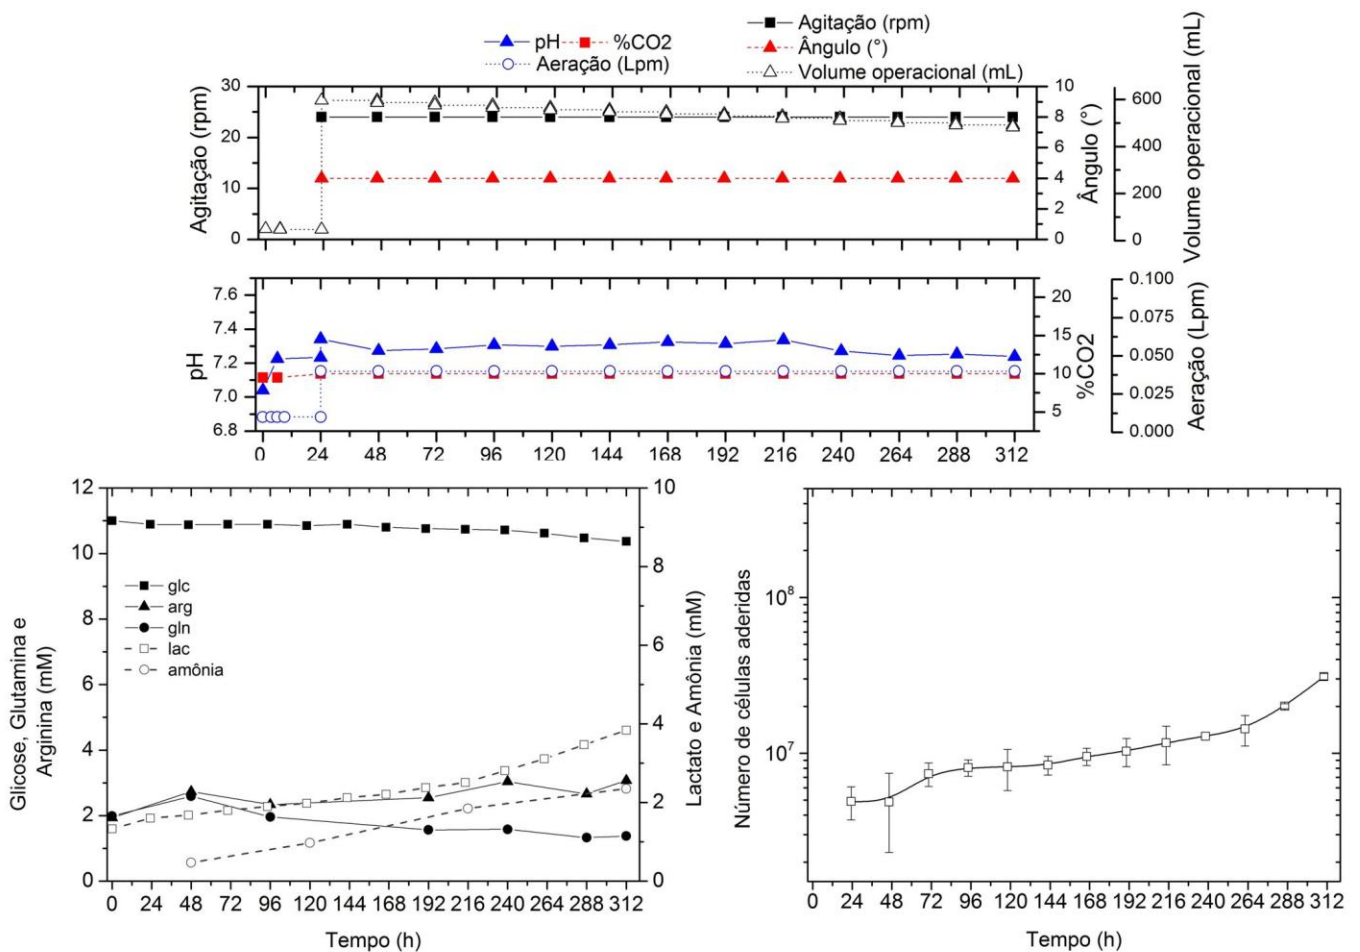 pH %CO2
Aeração (Lpm)
Agitação (rpm)
Ângulo (°)
Volume operacional (mL)
Agitação (rpm)
30
20
10
0
10
8
6
4
2
0
Ângulo (°)
600
400
200
0
Volume operacional (mL)
pH
7.6
7.4
7.2
7.0
6.8
20
15
10
5
%CO2
0.100
0.075
0.050
0.025
0.000
Aeração (Lpm)
0 24 48 72 96 120 144 168 192 216 240 264 288 312
Glicose, Glutamina e
Arginina (mM)
12
10
8
6
4
2
0
glc
arg
gln
lac
amônia
10
8
6
4
2
0
Lactato e Amônia (mM)
0 24 48 72 96 120 144 168 192 216 240 264 288 312
Tempo (h)
Número de células aderidas
10⁸
10⁷
0 24 48 72 96 120 144 168 192 216 240 264 288 312
Tempo (h)